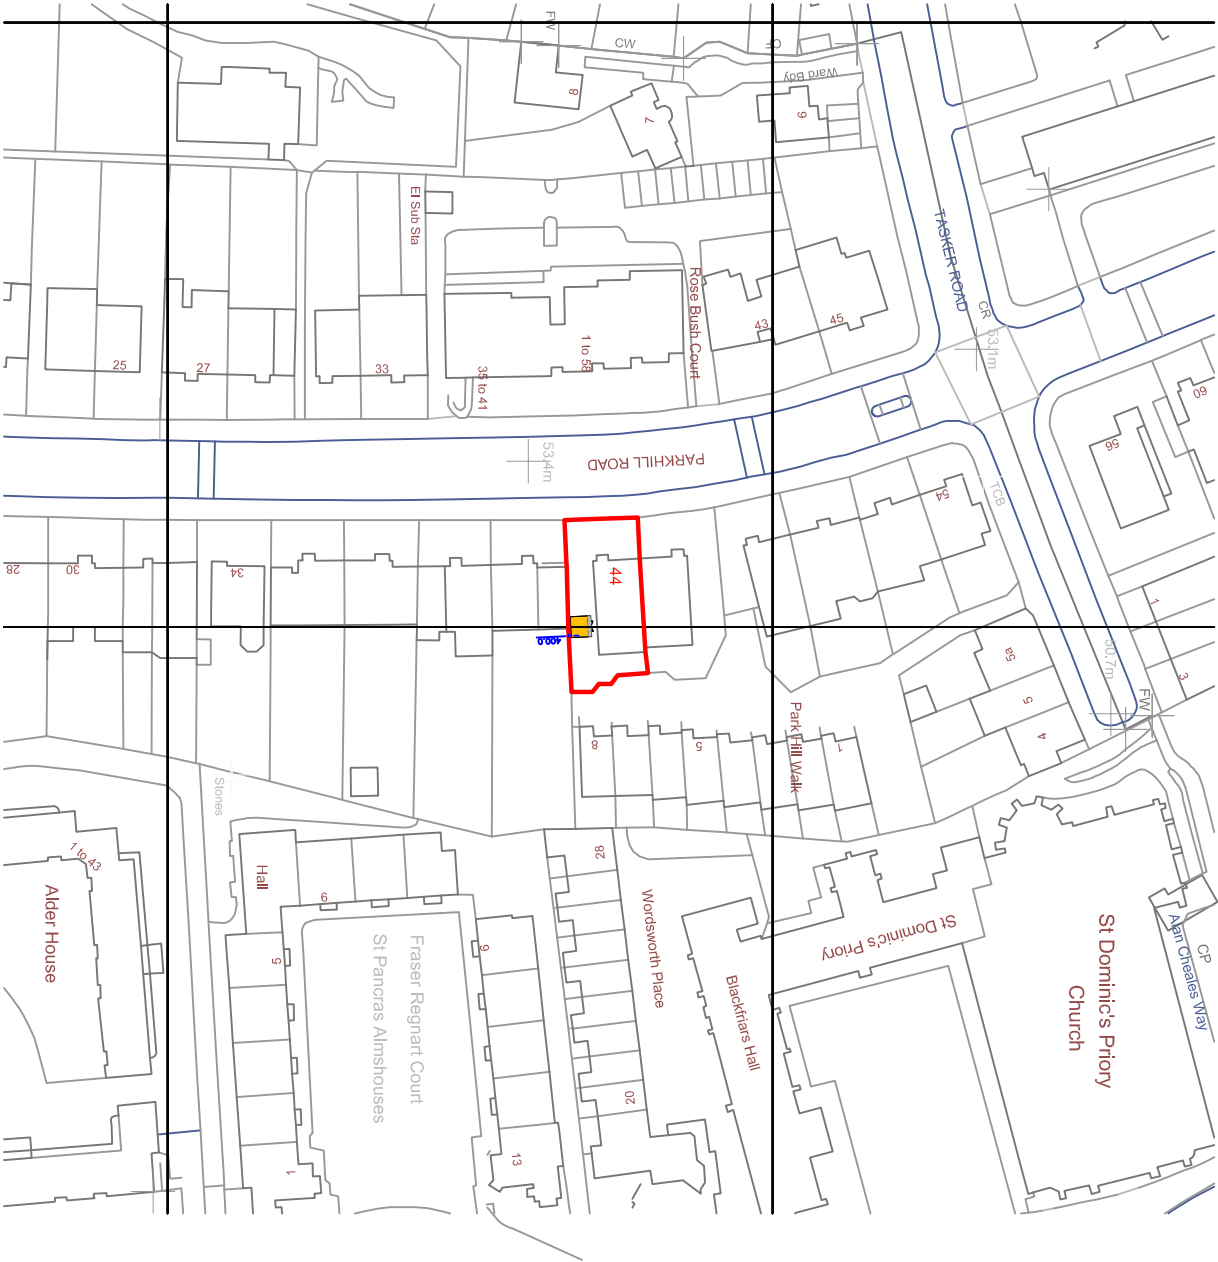 FW
CW
CF
Ward Bdy
8
7
9
El Sub Sta
TASKER ROAD
CR
53.1m
Rose Bush Court
43
45
25
27
33
35 to 41
1 to 58
60
56
53.4m
PARKHILL ROAD
TCB
54
28
30
34
44
1
3
5a
5
4
50.7m
FW
8
5
1
Park Hill Walk
Stones
1 to 43
Alder House
Hall
9
28
Wordsworth Place
St Dominic's Priory
St Dominic's Priory
Church
CP
Alan Cheales Way
5
6
Fraser Regnart Court
St Pancras Almshouses
Blackfriars Hall
20
1
13